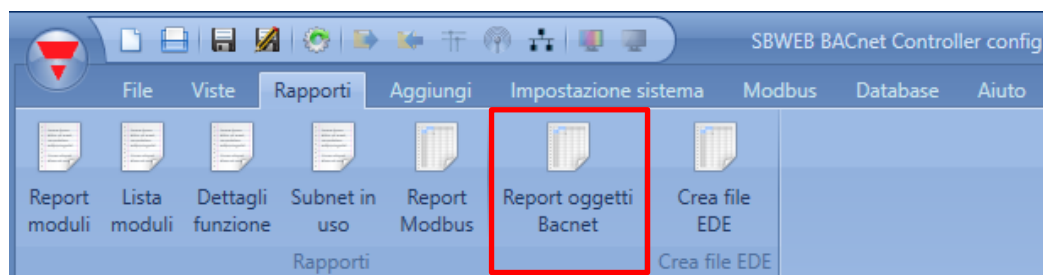 SBWEB BACnet Controller config
File Viste Rapporti Aggiungi Impostazione sistema Modbus Database Aiuto
Report moduli
Lista moduli
Dettagli funzione
Subnet in uso
Report Modbus
Report oggetti Bacnet
Crea file EDE
Rapporti
Crea file EDE